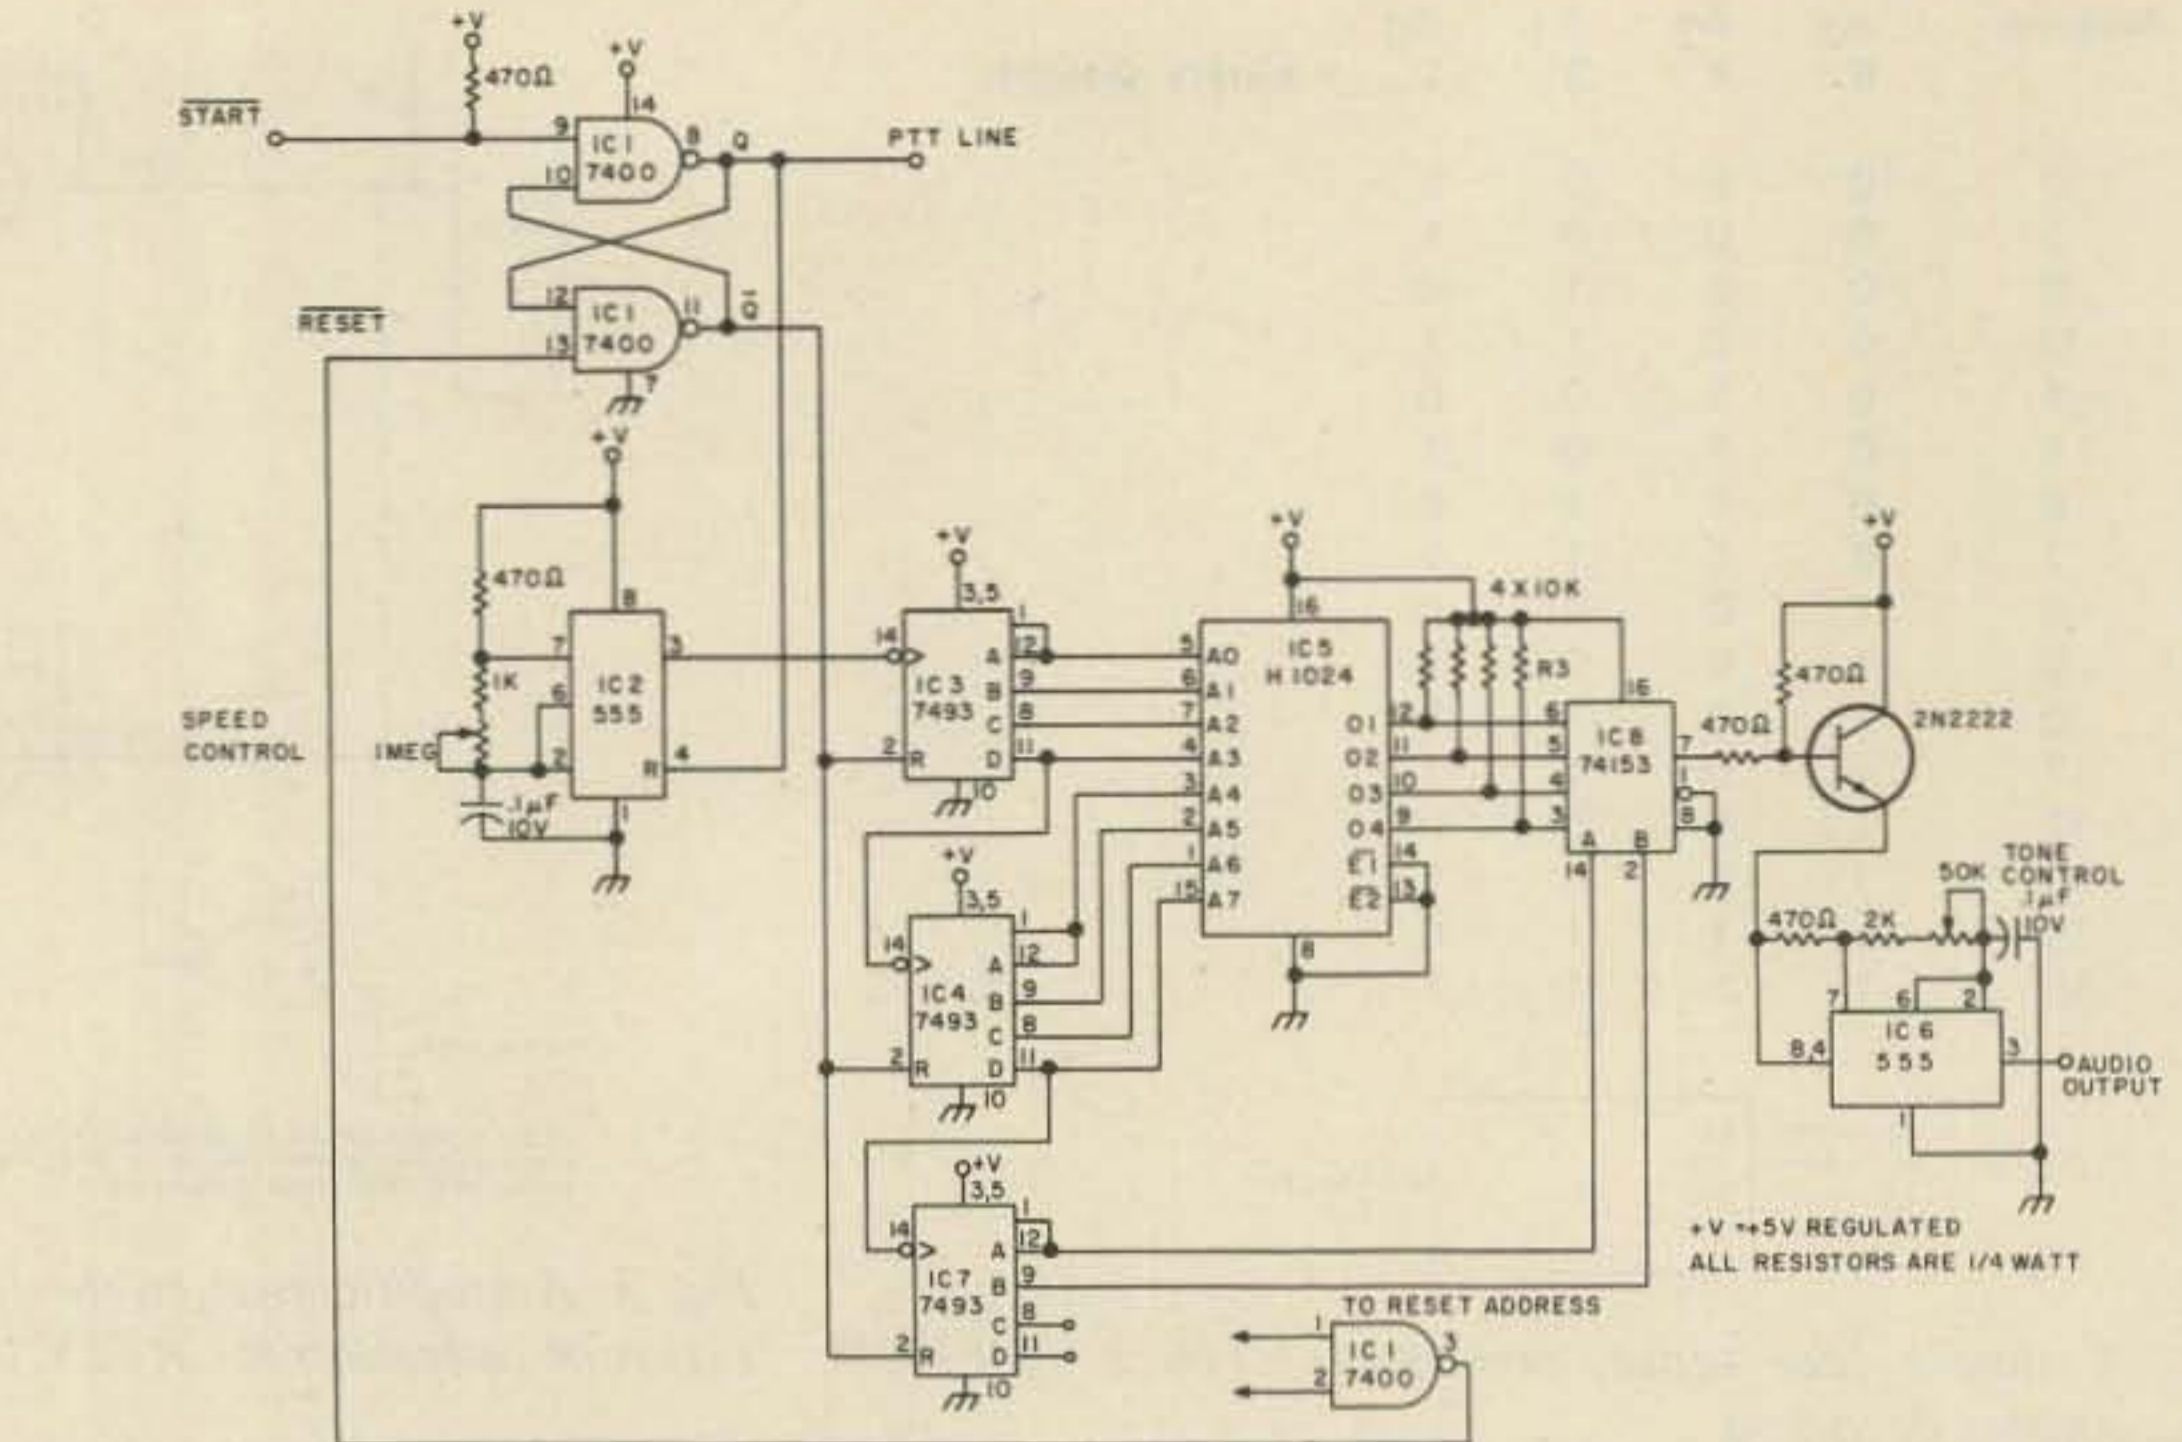 +V
470Ω
+V
START
9
14
IC1
7400
8
Q
PTT LINE
10
12
IC1
7400
11
Q̄
RESET
13
7
+V
470Ω
8
7
3
1K
6
IC2
555
SPEED
CONTROL
1MEG
2
R
4
.1µF
10V
1
+V
3,5
1
14
A
12
IC3
7493
B
9
C
8
2
R
D
11
10
+V
16
5
A0
IC5
H1024
6
A1
7
A2
O1
12
4
A3
O2
11
3
A4
O3
10
2
A5
O4
9
1
A6
E1
14
15
A7
E2
13
8
4X10K
R3
16
6
IC8
74153
5
7
4
1
3
8
A
B
14
2
+V
470Ω
470Ω
2N2222
TONE
CONTROL
50K
.1µF
10V
470Ω
2K
7
6
2
IC6
555
8,4
3
AUDIO
OUTPUT
1
+V
3,5
1
14
A
12
IC4
7493
B
9
C
8
2
R
D
11
10
+V
3,5
1
14
A
12
IC7
7493
B
9
C
8
2
R
D
11
10
+V =+5V REGULATED
ALL RESISTORS ARE 1/4 WATT
TO RESET ADDRESS
1
IC1
7400
3
2